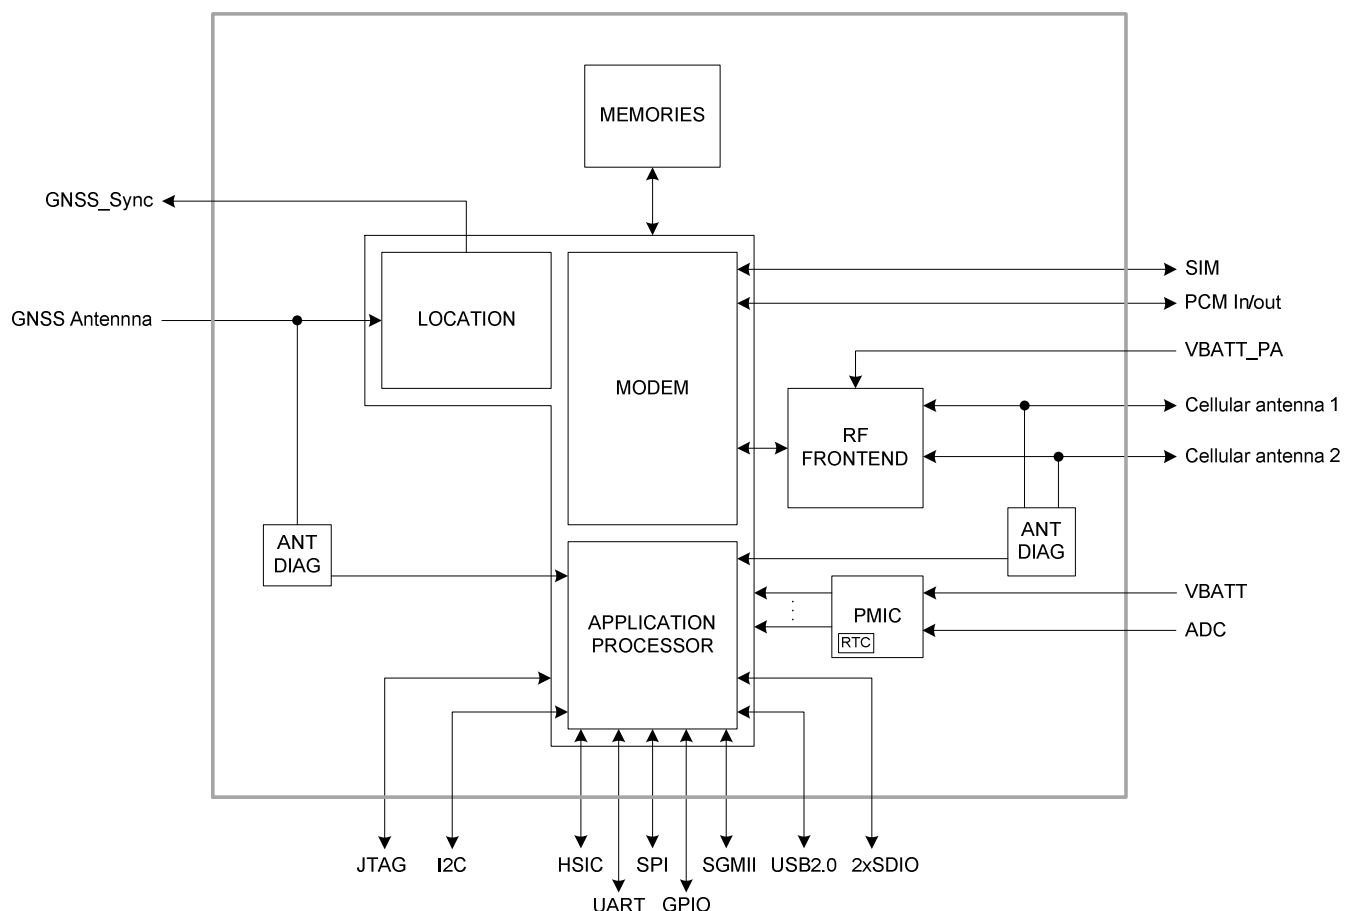 MEMORIES
GNSS_Sync
SIM
LOCATION
GNSS Antennna
PCM In/out
VBATT_PA
MODEM
Cellular antenna 1
RF
FRONTEND
Cellular antenna 2
ANT
DIAG
ANT
DIAG
VBATT
PMIC
APPLICATION
PROCESSOR
ADC
RTC
JTAG
I2C
HSIC
SPI
SGMII
USB2.0
2xSDIO
UART
GPIO